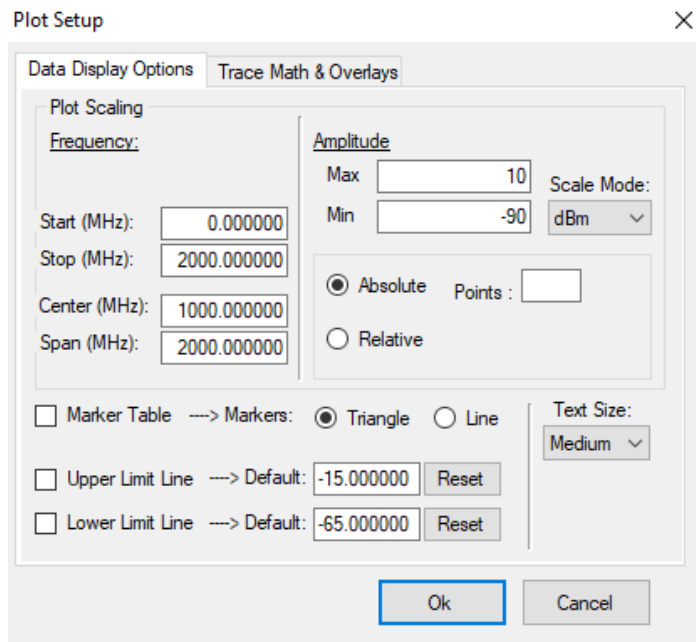 Plot Setup
Data Display Options
Trace Math & Overlays
Plot Scaling
Frequency:
Start (MHz): 0.000000
Stop (MHz): 2000.000000
Center (MHz): 1000.000000
Span (MHz): 2000.000000
Amplitude
Max 10
Min -90
Scale Mode:
dBm
Absolute Points :
Relative
Marker Table ----> Markers: Triangle Line
Upper Limit Line ----> Default: -15.000000 Reset
Lower Limit Line ----> Default: -65.000000 Reset
Text Size:
Medium
Ok
Cancel